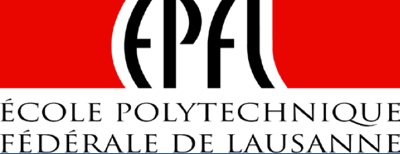 EPFL
ÉCOLE POLYTECHNIQUE
FÉDÉRALE DE LAUSANNE